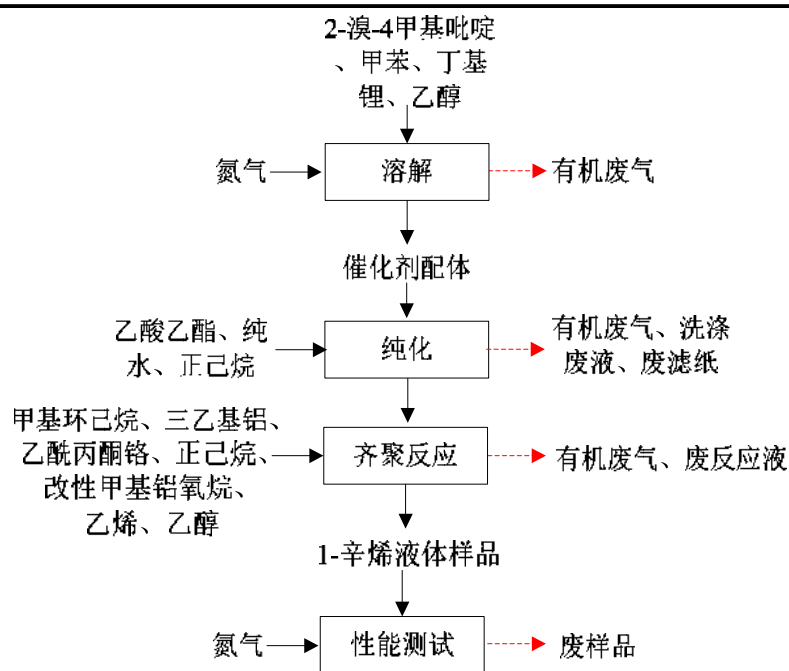 2-溴-4甲基吡啶
、甲苯、丁基
锂、乙醇
氮气
溶解
有机废气
催化剂配体
乙酸乙酯、纯
水、正己烷
纯化
有机废气、洗涤
废液、废滤纸
甲基环己烷、三乙基铝、
乙酰丙酮铬、正己烷、
改性甲基铝氧烷、
乙烯、乙醇
齐聚反应
有机废气、废反应液
1-辛烯液体样品
氮气
性能测试
废样品